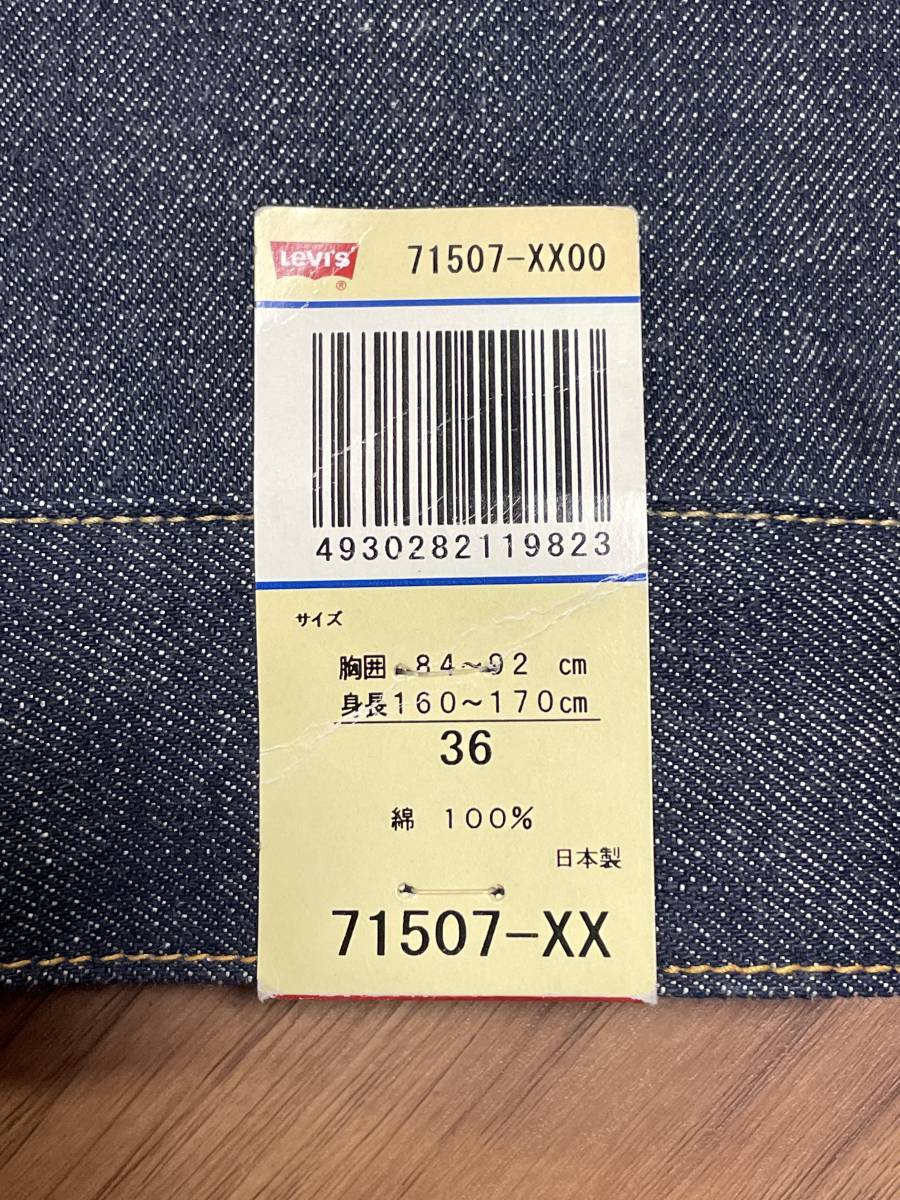 Levi's® 71507-XX00
4930282119823
サイズ
胸囲 84~92 cm
身長160~170cm
36
綿 100%
日本製
71507-XX